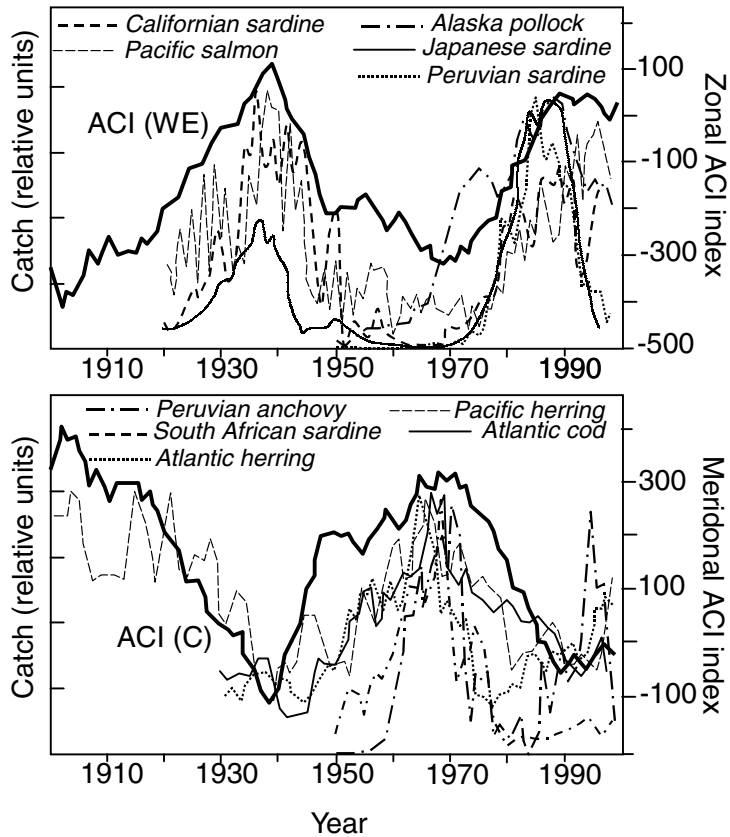 Californian sardine
Alaska pollock
Pacific salmon
Japanese sardine
Peruvian sardine
ACI (WE)
Catch (relative units)
100
-100
-300
-500
Zonal ACI index
1910 1930 1950 1970 1990
Peruvian anchovy
Pacific herring
South African sardine
Atlantic cod
Atlantic herring
ACI (C)
Catch (relative units)
300
100
-100
Meridonal ACI index
1910 1930 1950 1970 1990
Year